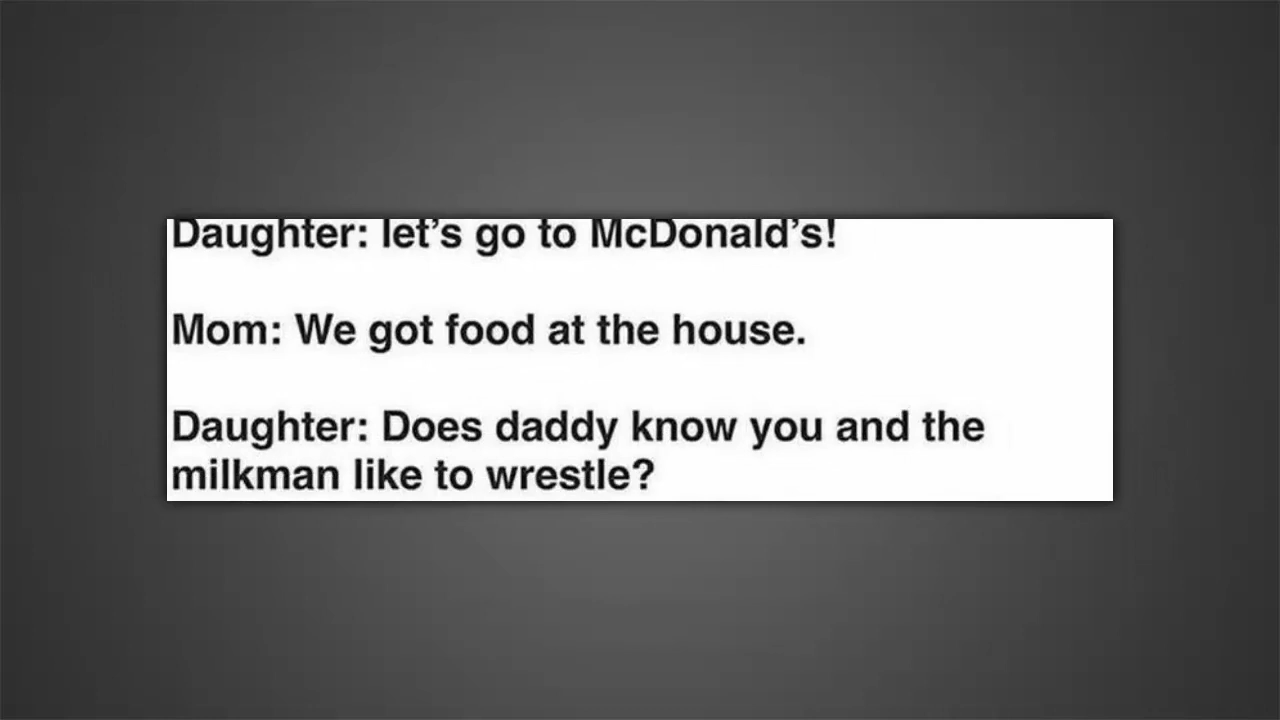 Daughter: let's go to McDonald's!
Mom: We got food at the house.
Daughter: Does daddy know you and the
milkman like to wrestle?